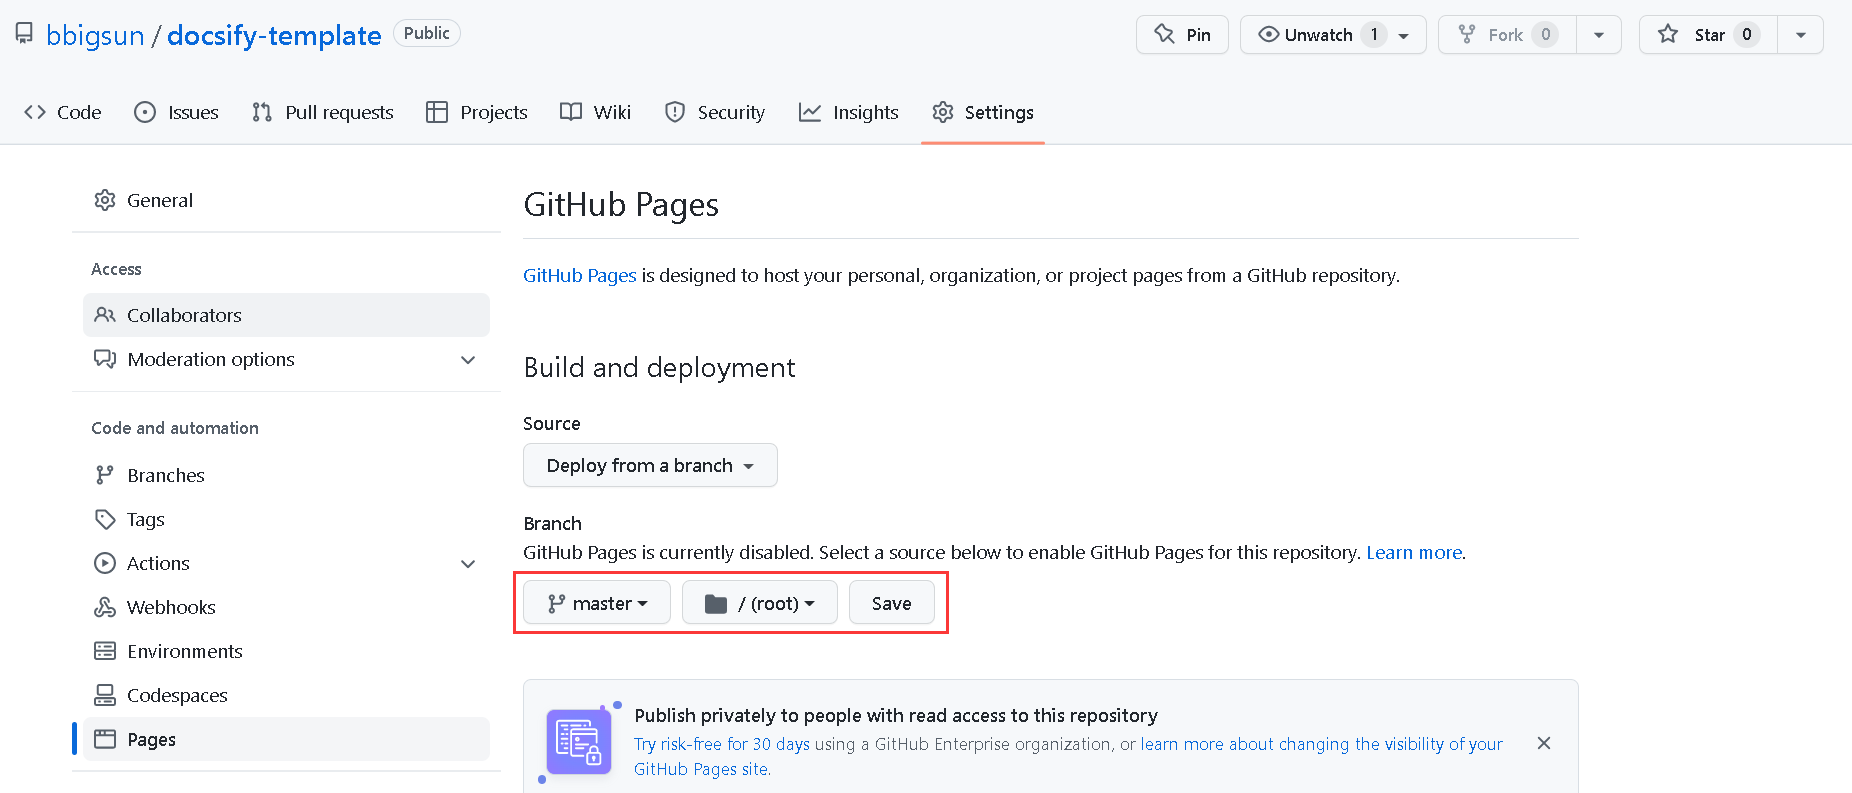 bbigsun / docsify-template Public
Pin Unwatch 1 Fork 0 Star 0
Code Issues Pull requests Projects Wiki Security Insights Settings
General
Access
Collaborators
Moderation options
Code and automation
Branches
Tags
Actions
Webhooks
Environments
Codespaces
Pages
GitHub Pages
GitHub Pages is designed to host your personal, organization, or project pages from a GitHub repository.
Build and deployment
Source
Deploy from a branch
Branch
GitHub Pages is currently disabled. Select a source below to enable GitHub Pages for this repository. Learn more.
master / (root) Save
Publish privately to people with read access to this repository
Try risk-free for 30 days using a GitHub Enterprise organization, or learn more about changing the visibility of your
GitHub Pages site.